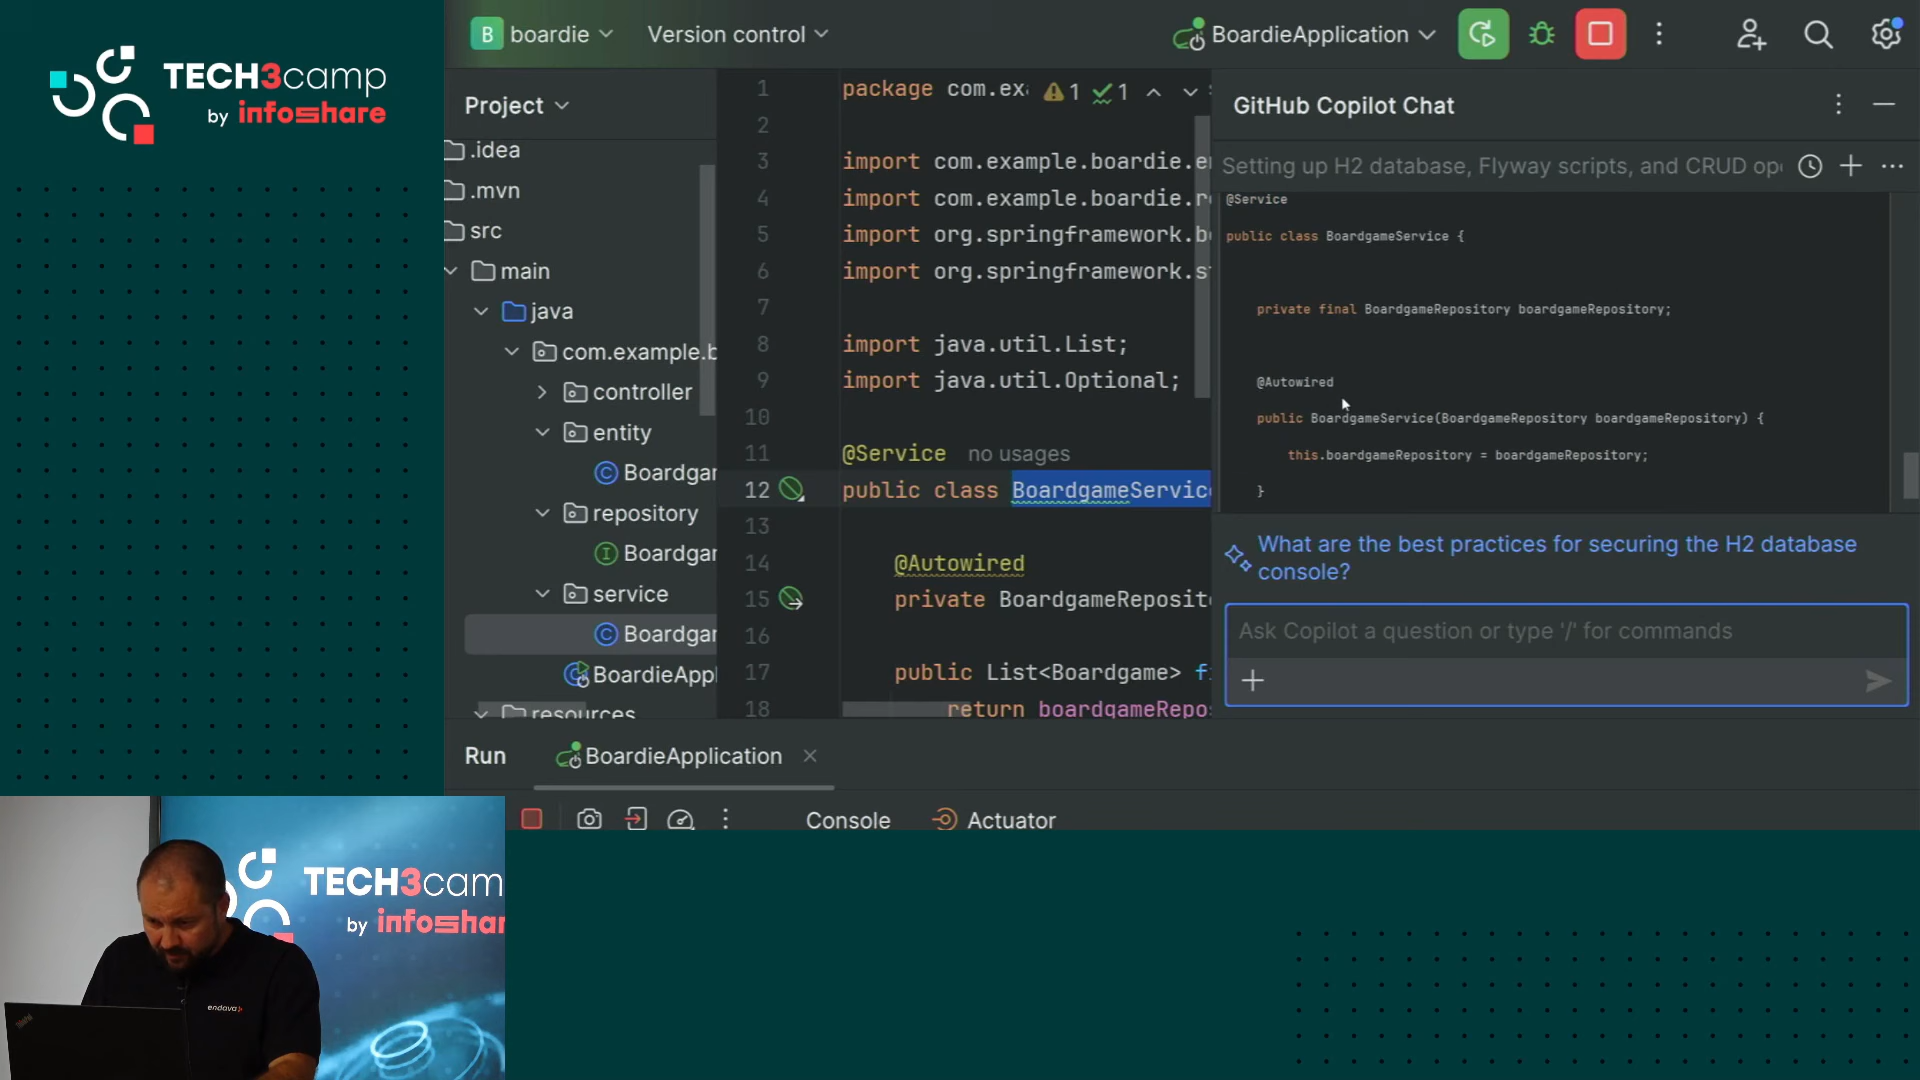 TECH3camp
by infoshare
B boardie
Version control
BoardieApplication
Project
.idea
.mvn
src
main
java
com.example.b
controller
entity
Boardgar
repository
Boardgar
service
Boardgar
BoardieAppl
resources
1 package com.ex
1 1
2
3 import com.example.boardie.e
4 import com.example.boardie.r
5 import org.springframework.b
6 import org.springframework.s
7
8 import java.util.List;
9 import java.util.Optional;
10
11 @Service no usages
12 public class BoardgameService
13
14 @Autowired
15 private BoardgameReposit
16
17 public List<Boardgame> f
18 return boardgameRepos
GitHub Copilot Chat
Setting up H2 database, Flyway scripts, and CRUD ope
@Service
public class BoardgameService {
private final BoardgameRepository boardgameRepository;
@Autowired
public BoardgameService(BoardgameRepository boardgameRepository) {
this.boardgameRepository = boardgameRepository;
}
What are the best practices for securing the H2 database
console?
Ask Copilot a question or type '/' for commands
Run
BoardieApplication
Console
Actuator
TECH3cam
by infoshar
endava
ThinkPad